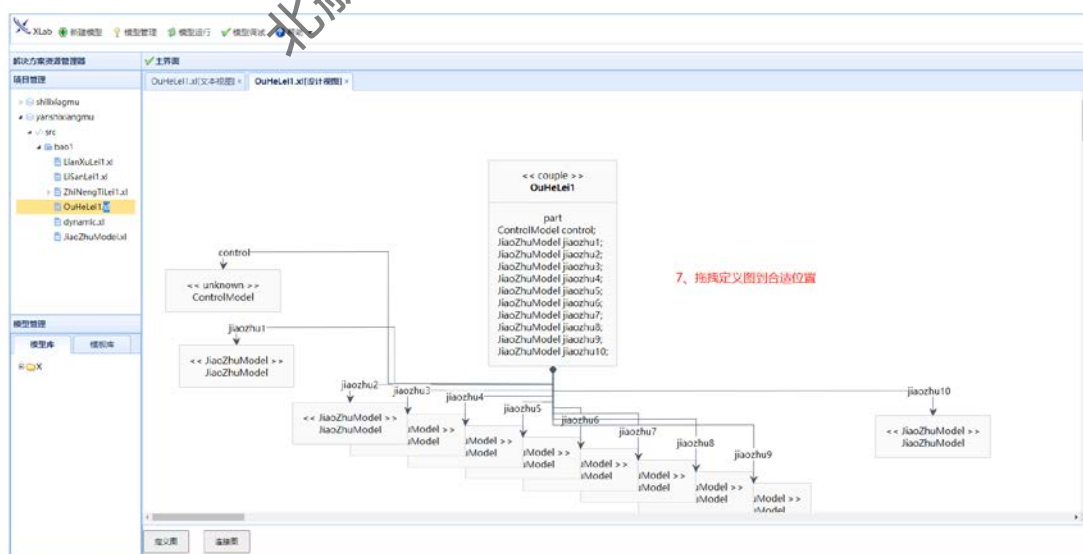 XLab 新建模型 模型管理 模型运行 模型调试
解决方案资源管理器
主界面
项目管理
OuHeLei1.xl[文本视图] ×
OuHeLei1.xl[设计视图] ×
shilixiagmu
yanshixiangmu
src
bao1
LianXuLei1.xl
LiSanLei1.xl
ZhiNengTiLei1.xl
OuHeLei1.xl
dynamic.xl
JiaoZhuModel.xl
模型管理
模型库
模板库
X
<< couple >>
OuHeLei1
part
ControlModel control;
JiaoZhuModel jiaozhu1;
JiaoZhuModel jiaozhu2;
JiaoZhuModel jiaozhu3;
JiaoZhuModel jiaozhu4;
JiaoZhuModel jiaozhu5;
JiaoZhuModel jiaozhu6;
JiaoZhuModel jiaozhu7;
JiaoZhuModel jiaozhu8;
JiaoZhuModel jiaozhu9;
JiaoZhuModel jiaozhu10;
7、拖拽定义图到合适位置
control
<< unknown >>
ControlModel
jiaozhu1
<< JiaoZhuModel >>
JiaoZhuModel
jiaozhu2
<< JiaoZhuModel >>
JiaoZhuModel
jiaozhu3
jiaozhu4
jiaozhu5
jiaozhu6
jiaozhu7
jiaozhu8
jiaozhu9
jiaozhu10
<< JiaoZhuModel >>
JiaoZhuModel
定义图
连接图